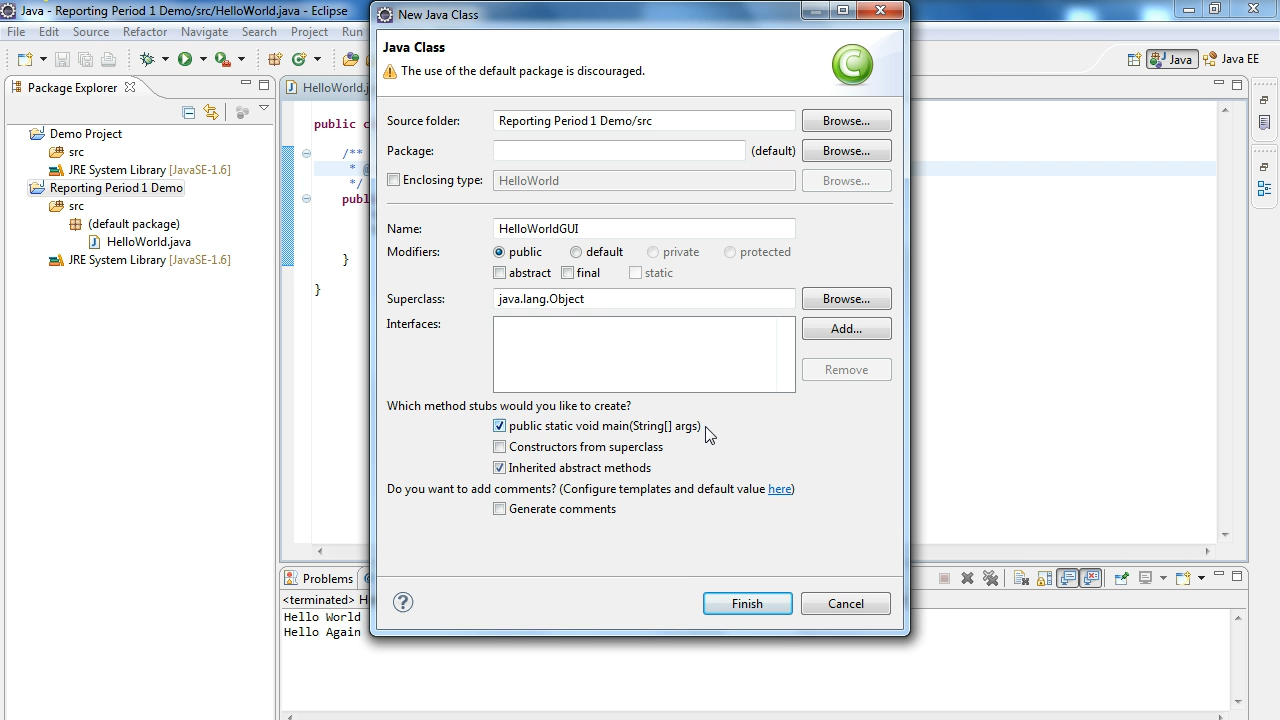 Java - Reporting Period 1 Demo/src/HelloWorld.java - Eclipse
New Java Class
File Edit Source Refactor Navigate Search Project Run
Java Class
The use of the default package is discouraged.
Java
Java EE
Package Explorer
HelloWorld.j
Source folder:
Reporting Period 1 Demo/src
Browse...
public c
Demo Project
src
Package:
(default)
Browse...
/**
JRE System Library [JavaSE-1.6]
*
Enclosing type:
HelloWorld
Browse...
*/
Reporting Period 1 Demo
publ
src
(default package)
Name:
HelloWorldGUI
HelloWorld.java
Modifiers:
public
default
private
protected
JRE System Library [JavaSE-1.6]
}
abstract
final
static
}
Superclass:
java.lang.Object
Browse...
Interfaces:
Add...
Remove
Which method stubs would you like to create?
public static void main(String[] args)
Constructors from superclass
Inherited abstract methods
Do you want to add comments? (Configure templates and default value here)
Generate comments
Problems
Finish
Cancel
<terminated> H
Hello World
Hello Again